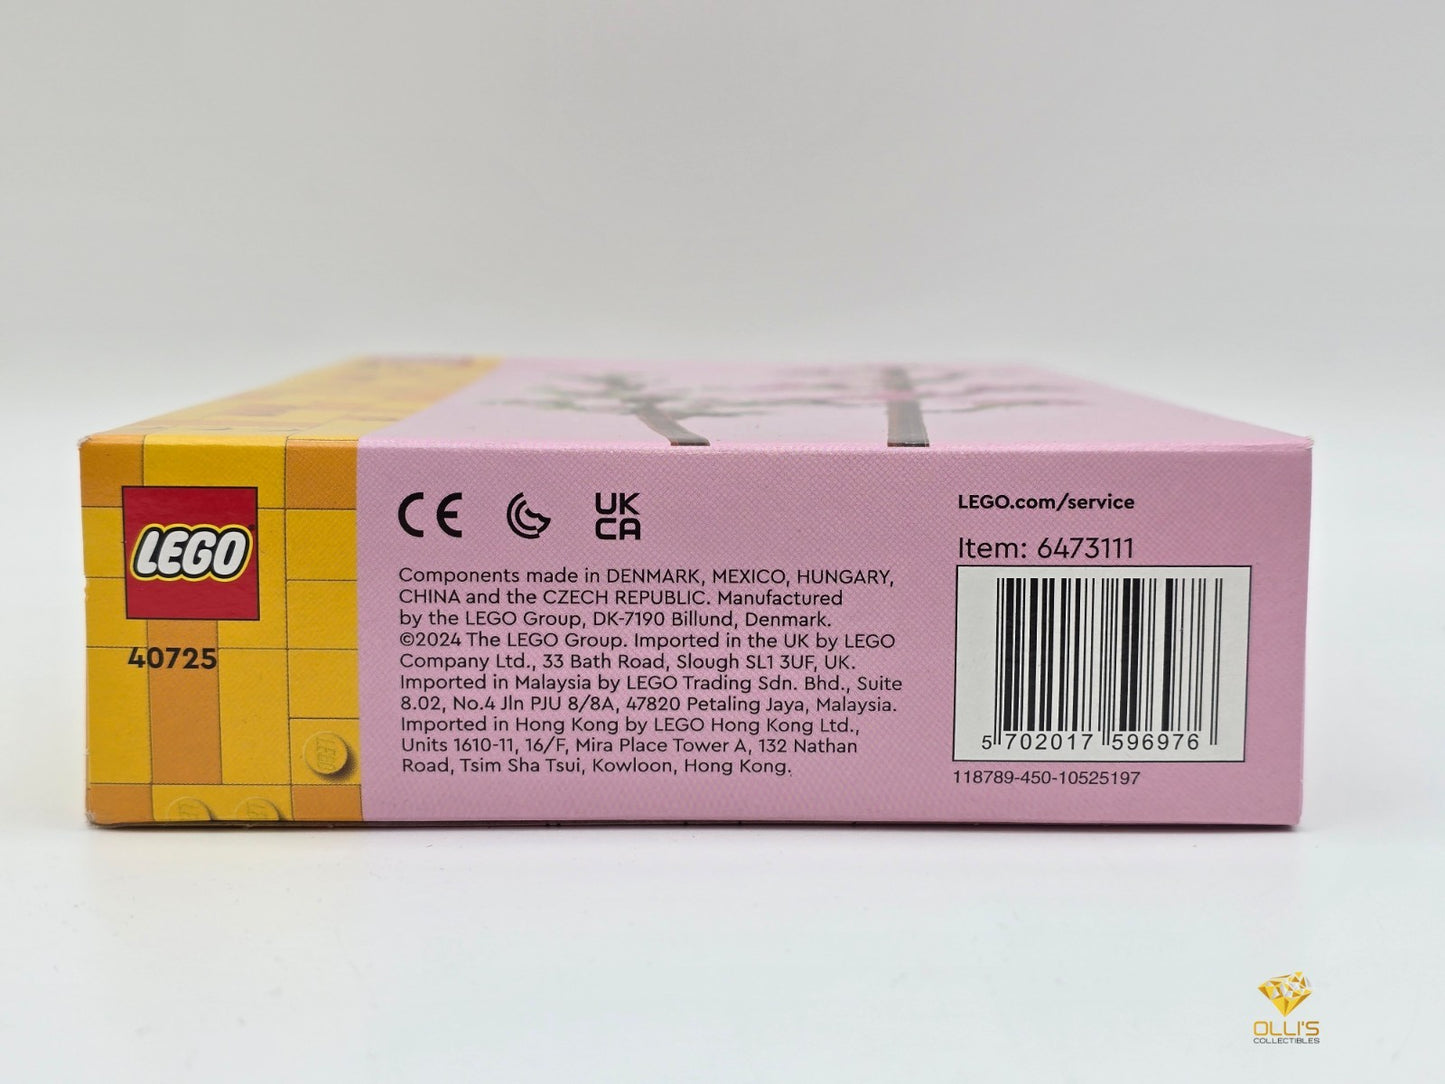 LEGO
40725
CE
UK
CA
Components made in DENMARK, MEXICO, HUNGARY,
CHINA and the CZECH REPUBLIC. Manufactured
by the LEGO Group, DK-7190 Billund, Denmark.
©2024 The LEGO Group. Imported in the UK by LEGO
Company Ltd., 33 Bath Road, Slough SL1 3UF, UK.
Imported in Malaysia by LEGO Trading Sdn. Bhd., Suite
8.02, No.4 Jln PJU 8/8A, 47820 Petaling Jaya, Malaysia.
Imported in Hong Kong by LEGO Hong Kong Ltd.,
Units 1610-11, 16/F, Mira Place Tower A, 132 Nathan
Road, Tsim Sha Tsui, Kowloon, Hong Kong.
LEGO.com/service
Item: 6473111
5 702017 596976
118789-450-10525197
LEGO
LEGO
LEGO
OLLI'S
COLLECTIBLES